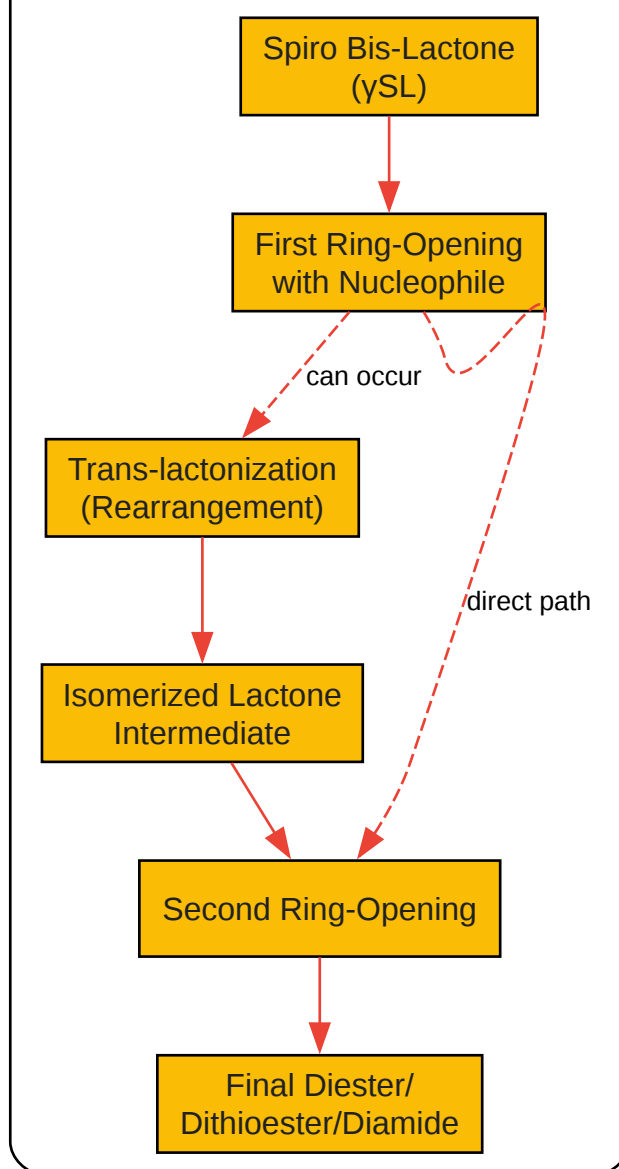 Spiro Bis-Lactone
(γSL)
First Ring-Opening
with Nucleophile
can occur
Trans-lactonization
(Rearrangement)
direct path
Isomerized Lactone
Intermediate
Second Ring-Opening
Final Diester/
Dithioester/Diamide